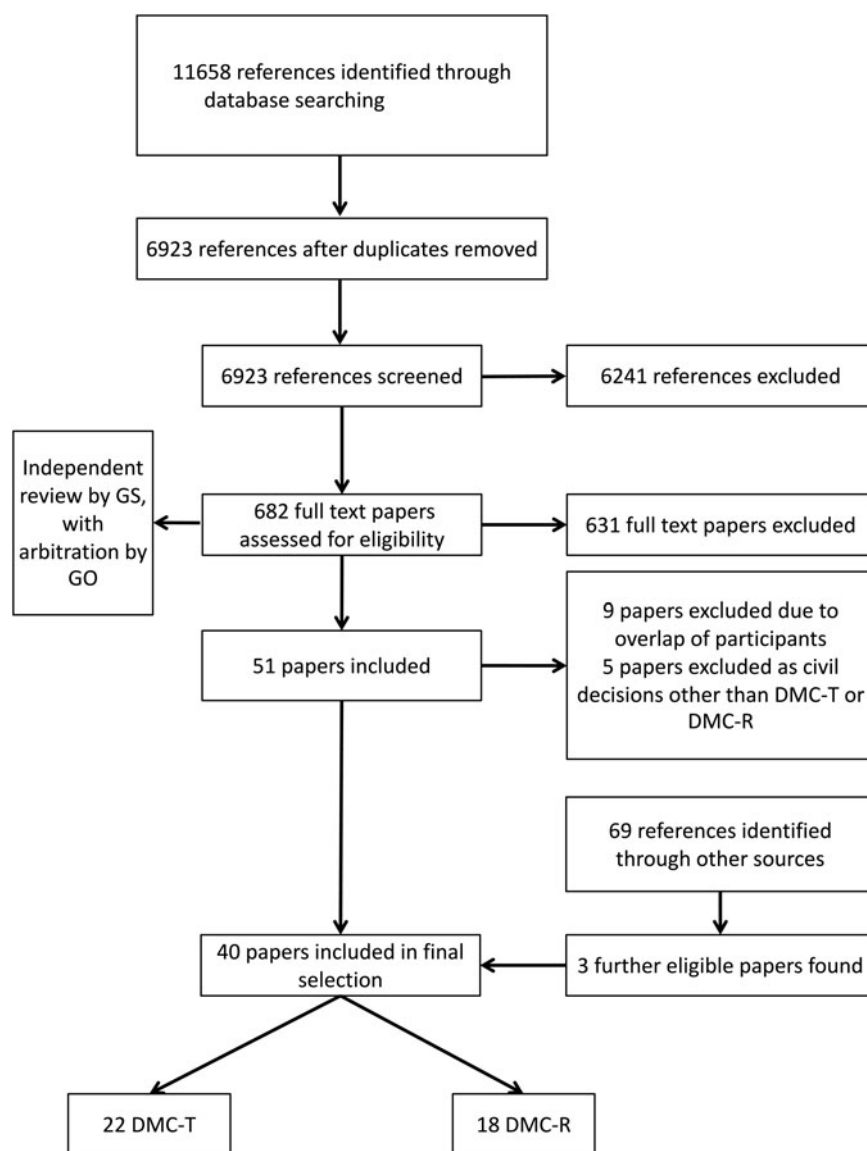 11658 references identified through
database searching
6923 references after duplicates removed
6923 references screened
6241 references excluded
Independent
review by GS,
with
arbitration by
GO
682 full text papers
assessed for eligibility
631 full text papers excluded
51 papers included
9 papers excluded due to
overlap of participants
5 papers excluded as civil
decisions other than DMC-T or
DMC-R
69 references identified
through other sources
40 papers included in final
selection
3 further eligible papers found
22 DMC-T
18 DMC-R